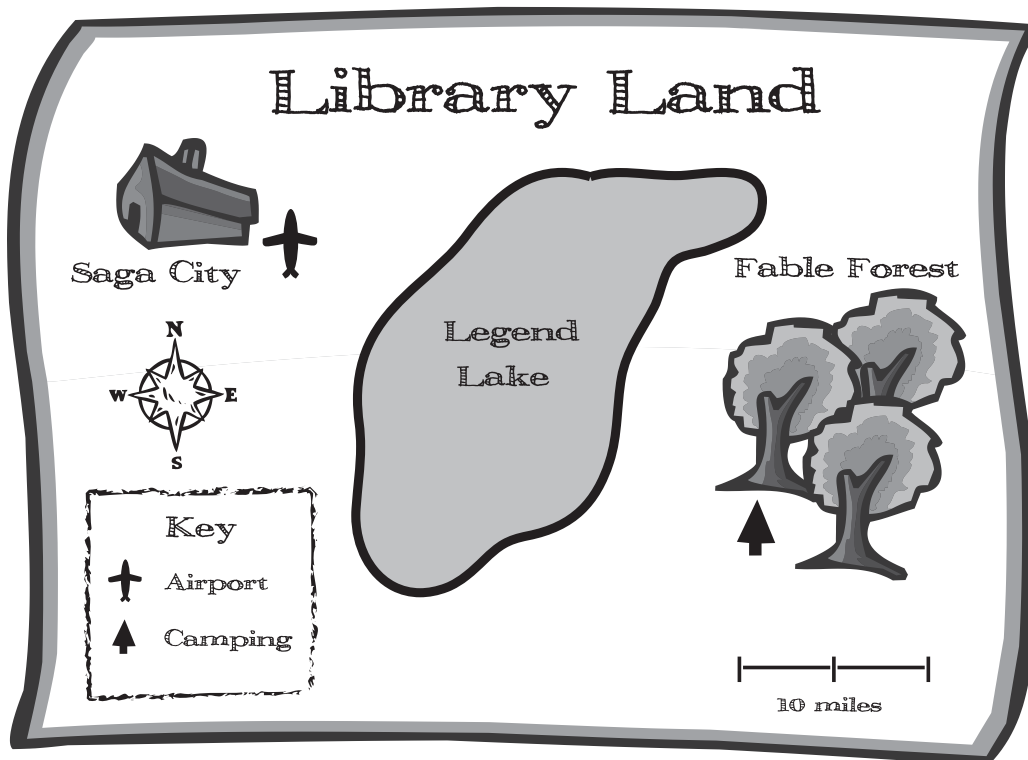 Library Land
Saga City
Fable Forest
Legend
Lake
N
W E
S
Key
Airport
Camping
10 miles